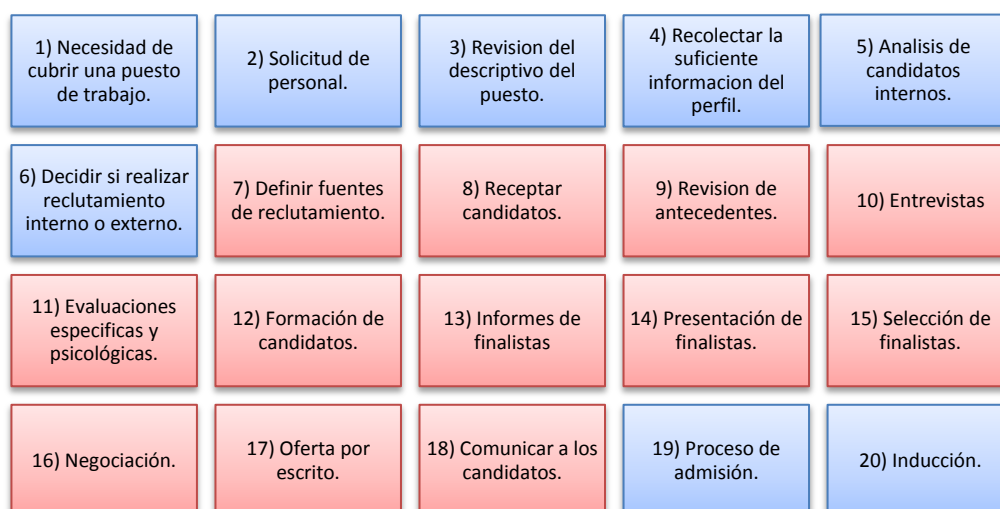 1) Necesidad de
cubrir una puesto
de trabajo.
2) Solicitud de
personal.
3) Revision del
descriptivo del
puesto.
4) Recolectar la
suficiente
informacion del
perfil.
5) Analisis de
candidatos
internos.
6) Decidir si realizar
reclutamiento
interno o externo.
7) Definir fuentes
de reclutamiento.
8) Receptar
candidatos.
9) Revision de
antecedentes.
10) Entrevistas
11) Evaluaciones
especificas y
psicológicas.
12) Formación de
candidatos.
13) Informes de
finalistas
14) Presentación de
finalistas.
15) Selección de
finalistas.
16) Negociación.
17) Oferta por
escrito.
18) Comunicar a los
candidatos.
19) Proceso de
admisión.
20) Inducción.